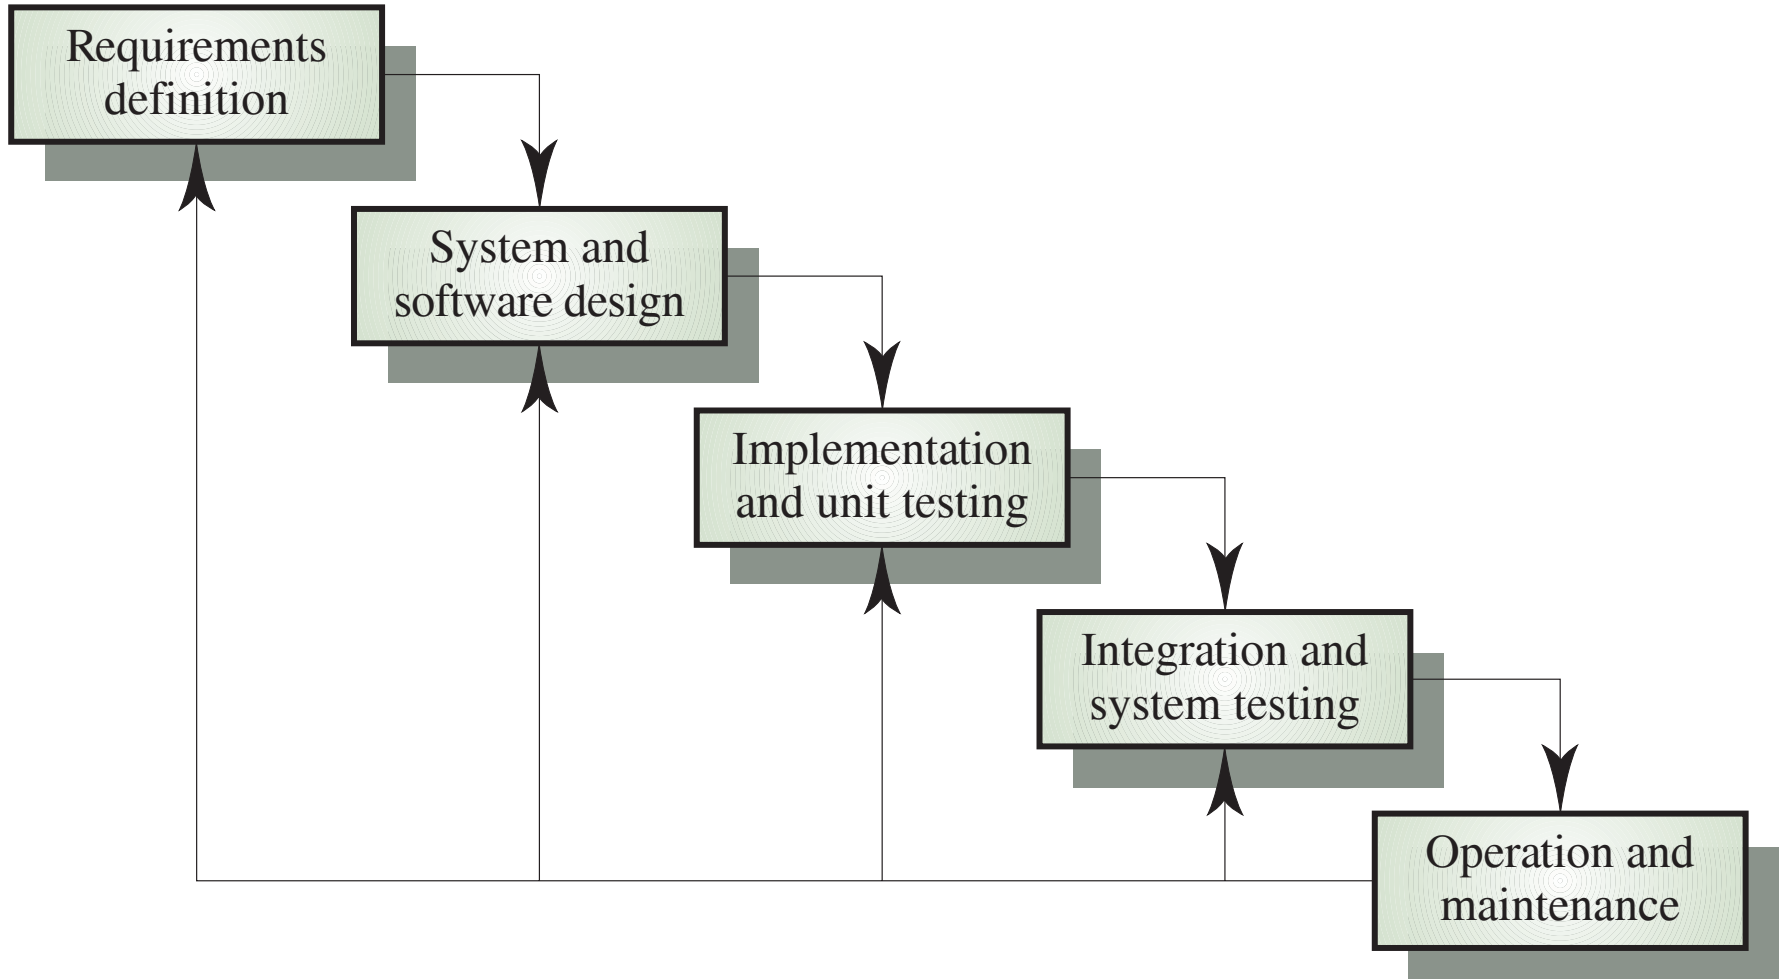 Requirements
definition
System and
software design
Implementation
and unit testing
Integration and
system testing
Operation and
maintenance